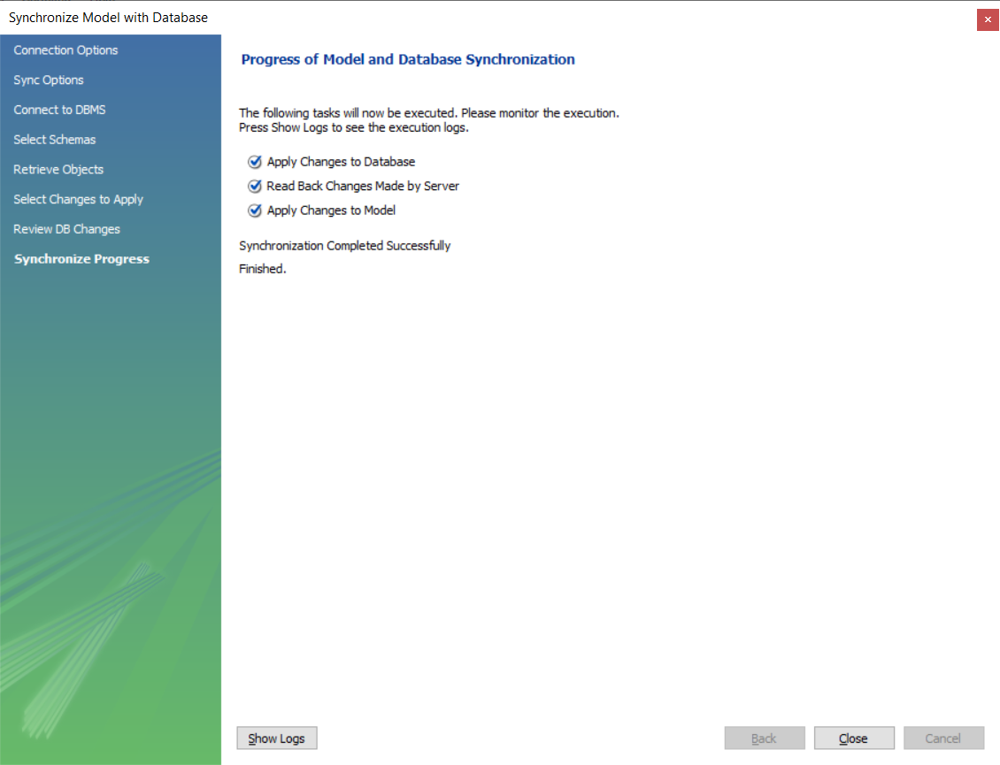 Synchronize Model with Database
Connection Options
Sync Options
Connect to DBMS
Select Schemas
Retrieve Objects
Select Changes to Apply
Review DB Changes
Synchronize Progress
Progress of Model and Database Synchronization
The following tasks will now be executed. Please monitor the execution.
Press Show Logs to see the execution logs.
Apply Changes to Database
Read Back Changes Made by Server
Apply Changes to Model
Synchronization Completed Successfully
Finished.
Show Logs
Back
Close
Cancel